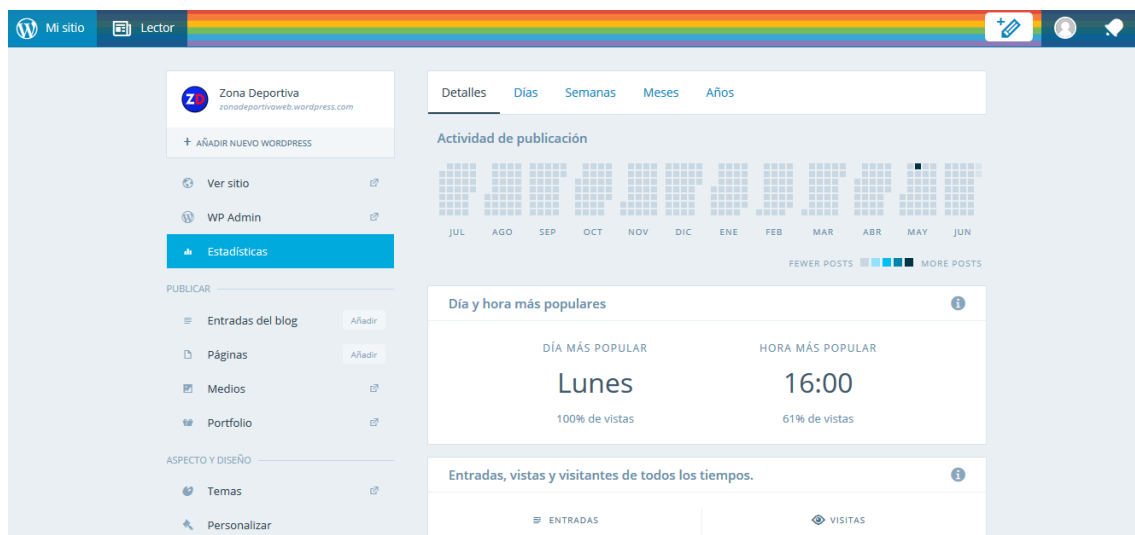 Mi sitio
Lector
ZD
Zona Deportiva
zonadeportivaweb.wordpress.com
+ AÑADIR NUEVO WORDPRESS
Ver sitio
WP Admin
Estadísticas
PUBLICAR
Entradas del blog Añadir
Páginas Añadir
Medios
Portfolio
ASPECTO Y DISEÑO
Temas
Personalizar
Detalles Días Semanas Meses Años
Actividad de publicación
JUL AGO SEP OCT NOV DIC ENE FEB MAR ABR MAY JUN
FEWER POSTS MORE POSTS
Día y hora más populares
DÍA MÁS POPULAR
Lunes
100% de vistas
HORA MÁS POPULAR
16:00
61% de vistas
Entradas, vistas y visitantes de todos los tiempos.
ENTRADAS
VISITAS